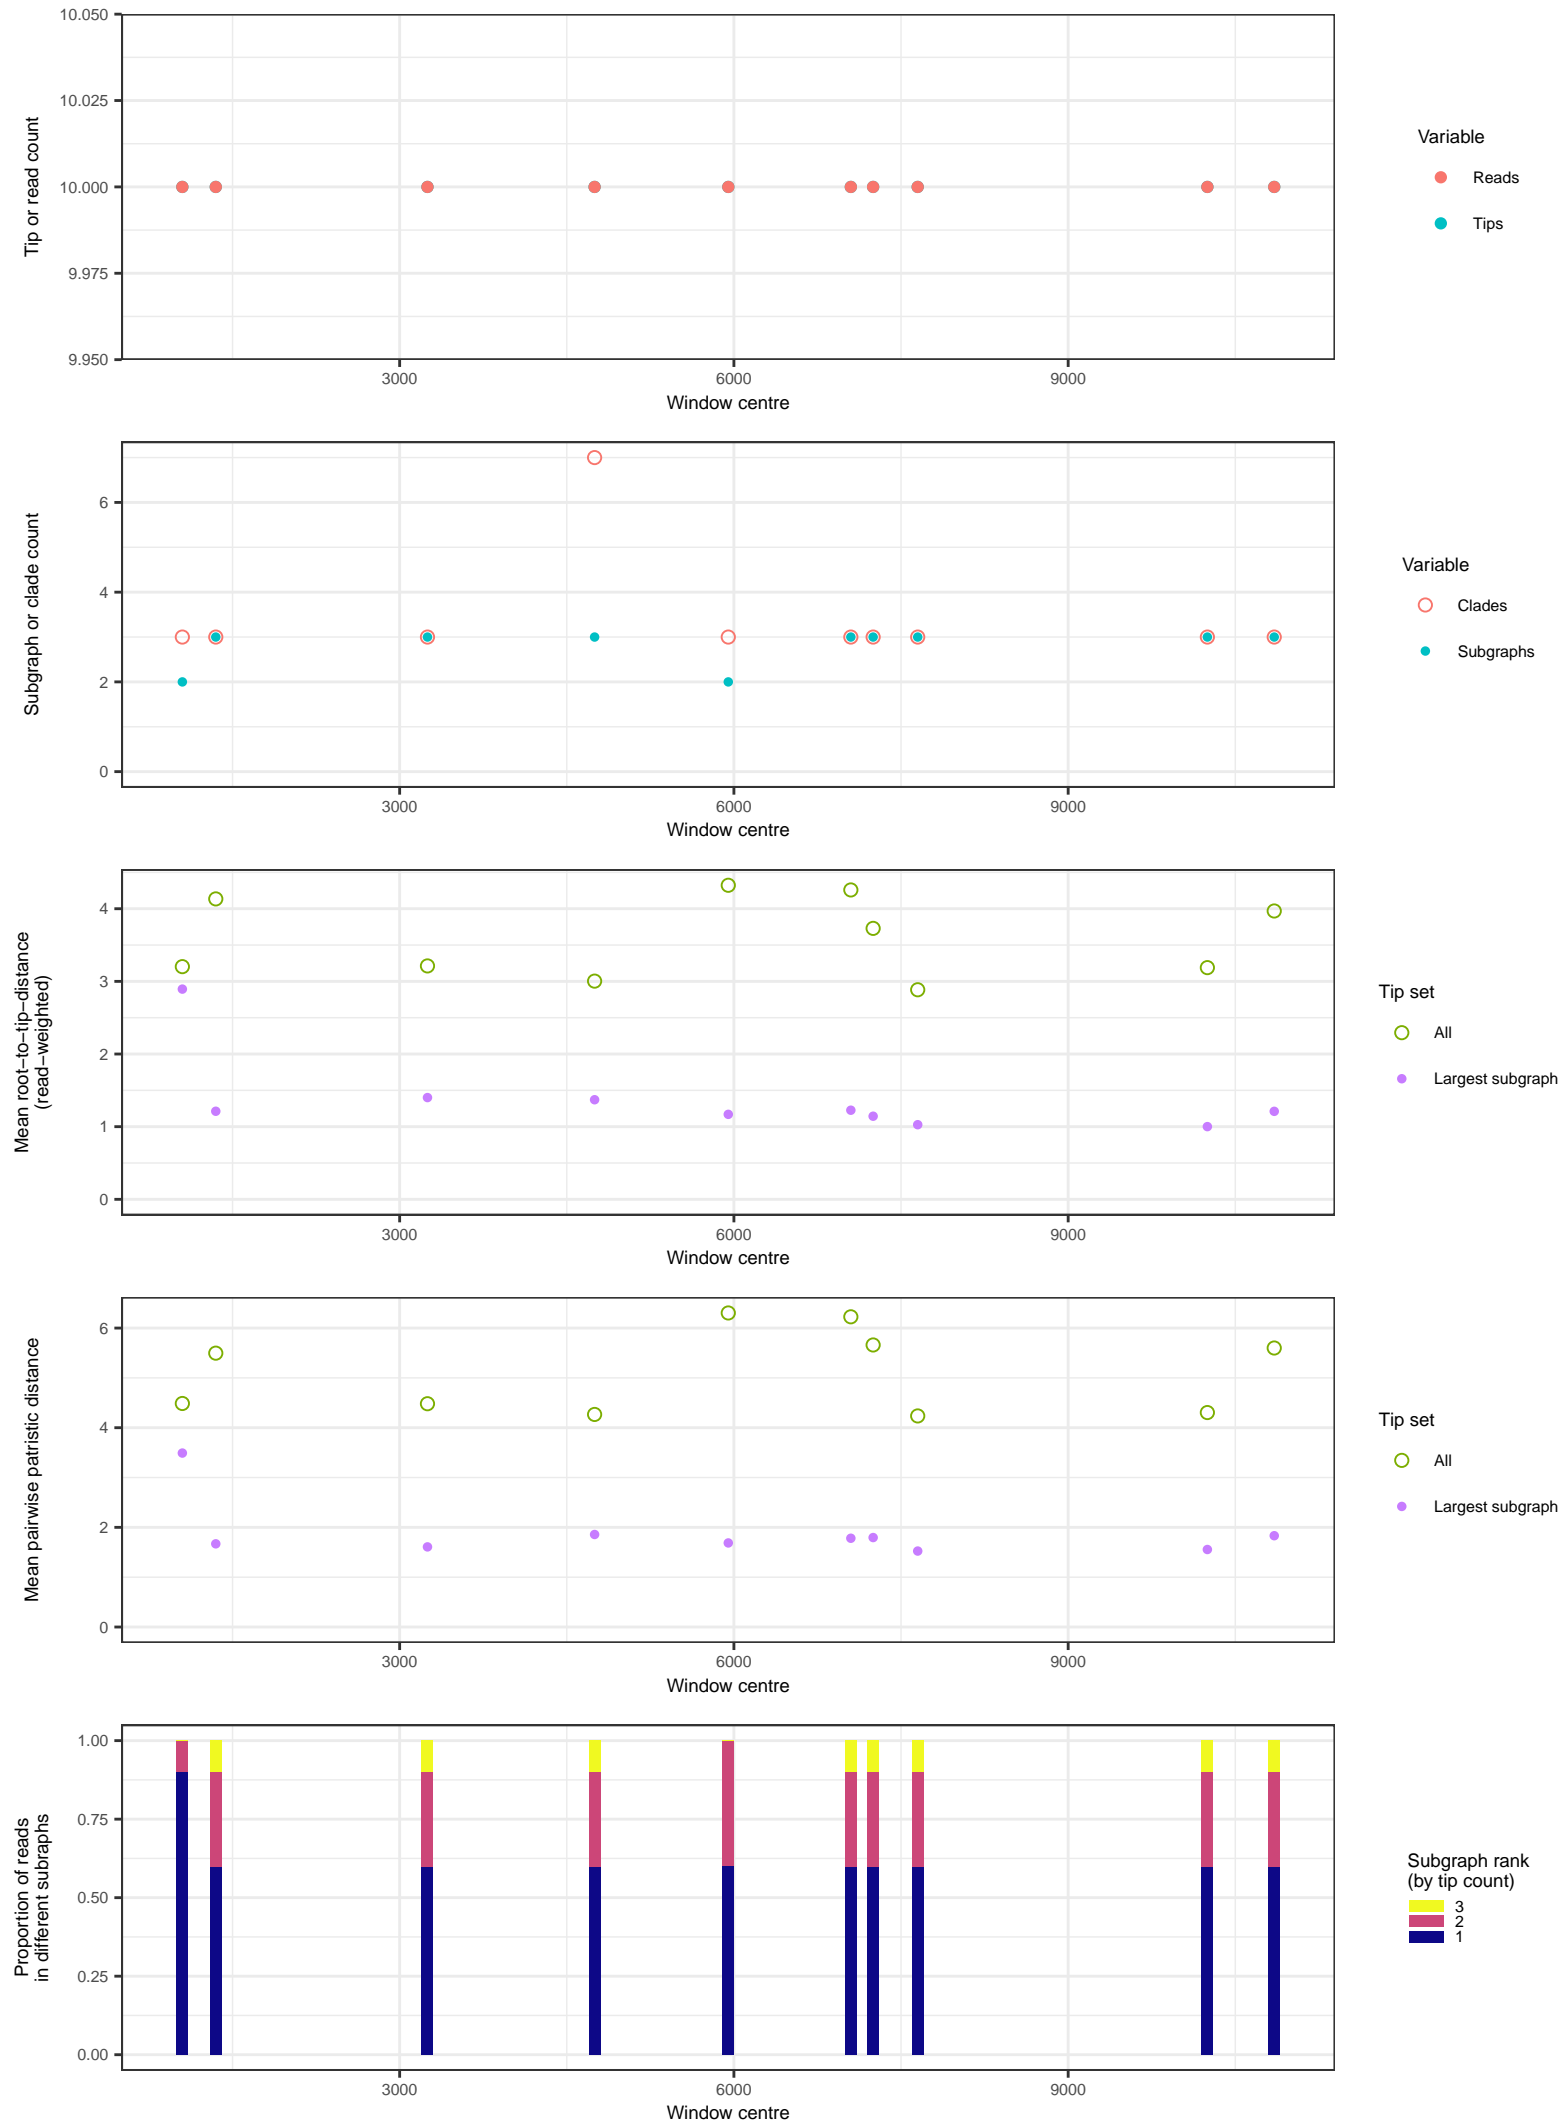 10.050
10.025
10.000
9.975
9.950
Tip or read count
3000
6000
9000
Window centre
Variable
Reads
Tips
6
4
2
0
Subgraph or clade count
3000
6000
9000
Window centre
Variable
Clades
Subgraphs
4
3
2
1
0
Mean root−to−tip−distance
(read−weighted)
3000
6000
9000
Window centre
Tip set
All
Largest subgraph
6
4
2
0
Mean pairwise patristic distance
3000
6000
9000
Window centre
Tip set
All
Largest subgraph
1.00
0.75
0.50
0.25
0.00
Proportion of reads
in different subraphs
3000
6000
9000
Window centre
Subgraph rank
(by tip count)
3
2
1